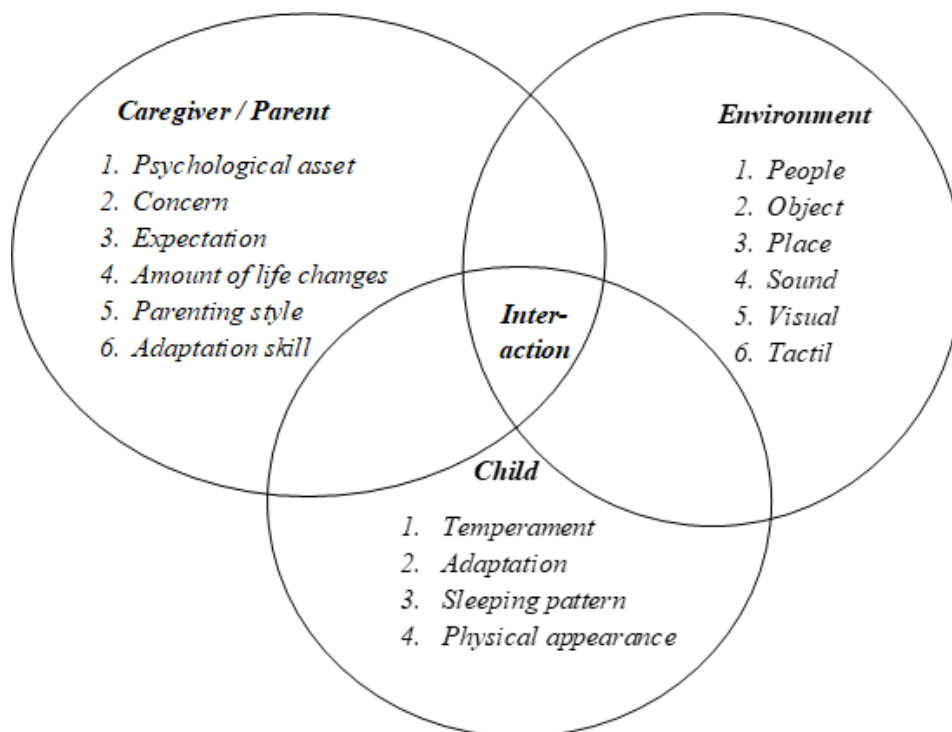 Caregiver / Parent
1. Psychological asset
2. Concern
3. Expectation
4. Amount of life changes
5. Parenting style
6. Adaptation skill
Environment
1. People
2. Object
3. Place
4. Sound
5. Visual
6. Tactil
Inter-
action
Child
1. Temperament
2. Adaptation
3. Sleeping pattern
4. Physical appearance